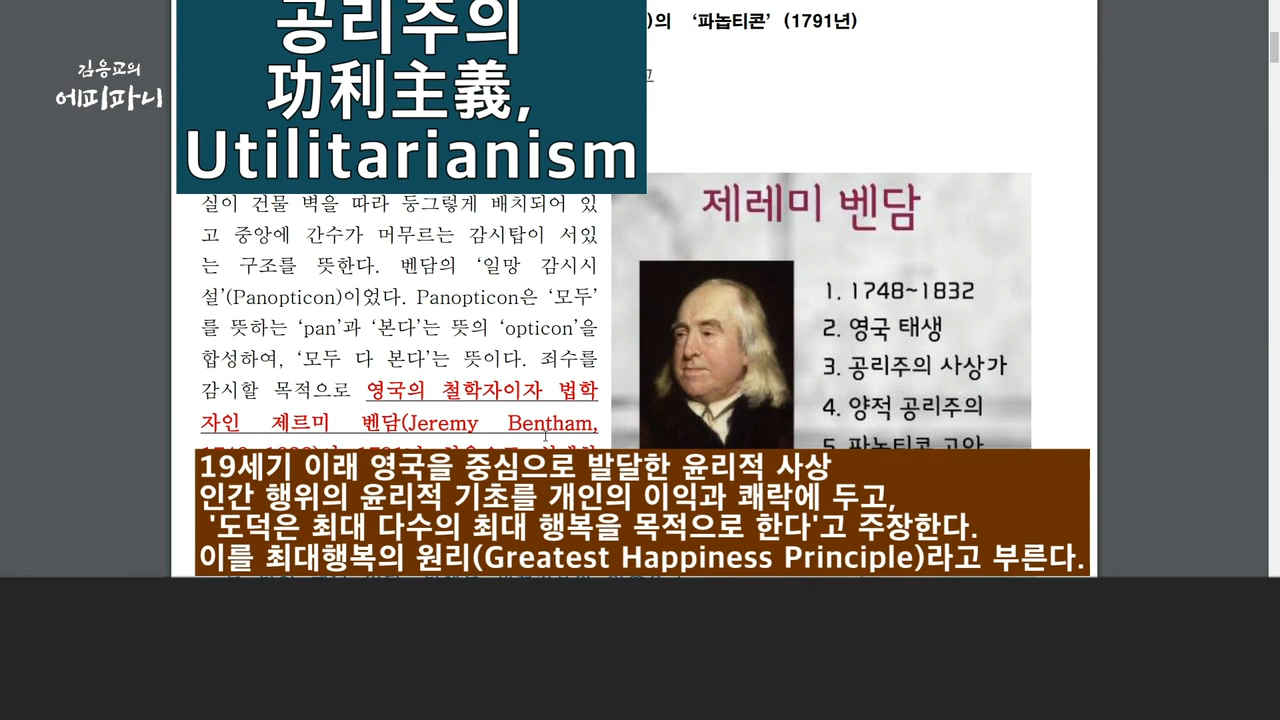 김응교의
에피파니
공리주의
功利主義,
Utilitarianism
)의 ‘파놉티콘’ (1791년)
고
실이 건물 벽을 따라 둥그렇게 배치되어 있
고 중앙에 간수가 머무르는 감시탑이 서있
는 구조를 뜻한다. 벤담의 ‘일망 감시시
설’(Panopticon)이었다. Panopticon은 ‘모두’
를 뜻하는 ‘pan’과 ‘본다’는 뜻의 ‘opticon’을
합성하여, ‘모두 다 본다’는 뜻이다. 죄수를
감시할 목적으로 영국의 철학자이자 법학
자인 제르미 벤담(Jeremy Bentham,
제레미 벤담
1. 1748~1832
2. 영국 태생
3. 공리주의 사상가
4. 양적 공리주의
5. 파놉티콘 고안
19세기 이래 영국을 중심으로 발달한 윤리적 사상
인간 행위의 윤리적 기초를 개인의 이익과 쾌락에 두고,
'도덕은 최대 다수의 최대 행복을 목적으로 한다'고 주장한다.
이를 최대행복의 원리(Greatest Happiness Principle)라고 부른다.